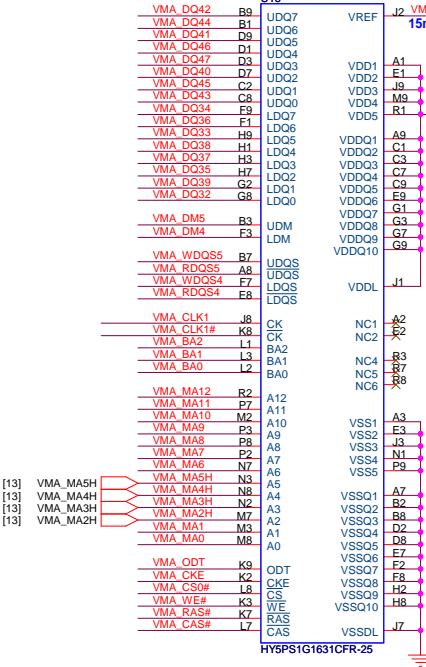 VMA_DQ42 B9 UDQ7 VREF J2 VM
VMA_DQ44 B1 UDQ6 15m
VMA_DQ41 D9 UDQ5
VMA_DQ46 D1 UDQ4
VMA_DQ47 D3 UDQ3 VDD1 A1
VMA_DQ40 D7 UDQ2 VDD2 E1
VMA_DQ45 C2 UDQ1 VDD3 J9
VMA_DQ43 C8 UDQ0 VDD4 M9
VMA_DQ34 F9 LDQ7 VDD5 R1
VMA_DQ36 F1 LDQ6
VMA_DQ33 H9 LDQ5 VDDQ1 A9
VMA_DQ38 H1 LDQ4 VDDQ2 C1
VMA_DQ37 H3 LDQ3 VDDQ3 C3
VMA_DQ35 H7 LDQ2 VDDQ4 C7
VMA_DQ39 G2 LDQ1 VDDQ5 C9
VMA_DQ32 G8 LDQ0 VDDQ6 E9
VDDQ7 G1
VMA_DM5 B3 UDM VDDQ8 G3
VMA_DM4 F3 LDM VDDQ9 G7
VDDQ10 G9
VMA_WDQS5 B7 UDQS
VMA_RDQS5 A8 UDQS
VMA_WDQS4 F7 LDQS VDDL J1
VMA_RDQS4 E8 LDQS
VMA_CLK1 J8 CK NC1 A2
VMA_CLK1# K8 CK NC2 E2
VMA_BA2 L1 BA2
VMA_BA1 L3 BA1 NC4 R3
VMA_BA0 L2 BA0 NC5 R7
NC6 R8
VMA_MA12 R2 A12
VMA_MA11 P7 A11
VMA_MA10 M2 A10 VSS1 A3
VMA_MA9 P3 A9 VSS2 E3
VMA_MA8 P8 A8 VSS3 J3
VMA_MA7 P2 A7 VSS4 N1
VMA_MA6 N7 A6 VSS5 P9
[13] VMA_MA5H VMA_MA5H N3 A5
[13] VMA_MA4H VMA_MA4H N8 A4 VSSQ1 A7
[13] VMA_MA3H VMA_MA3H N2 A3 VSSQ2 B2
[13] VMA_MA2H VMA_MA2H M7 A2 VSSQ3 B8
VMA_MA1 M3 A1 VSSQ4 D2
VMA_MA0 M8 A0 VSSQ5 D8
VSSQ6 E7
VMA_ODT K9 ODT VSSQ7 F2
VMA_CKE K2 CKE VSSQ8 F8
VMA_CS0# L8 CS VSSQ9 H2
VMA_WE# K3 WE VSSQ10 H8
VMA_RAS# K7 RAS
VMA_CAS# L7 CAS VSSDL J7
HY5PS1G1631CFR-25